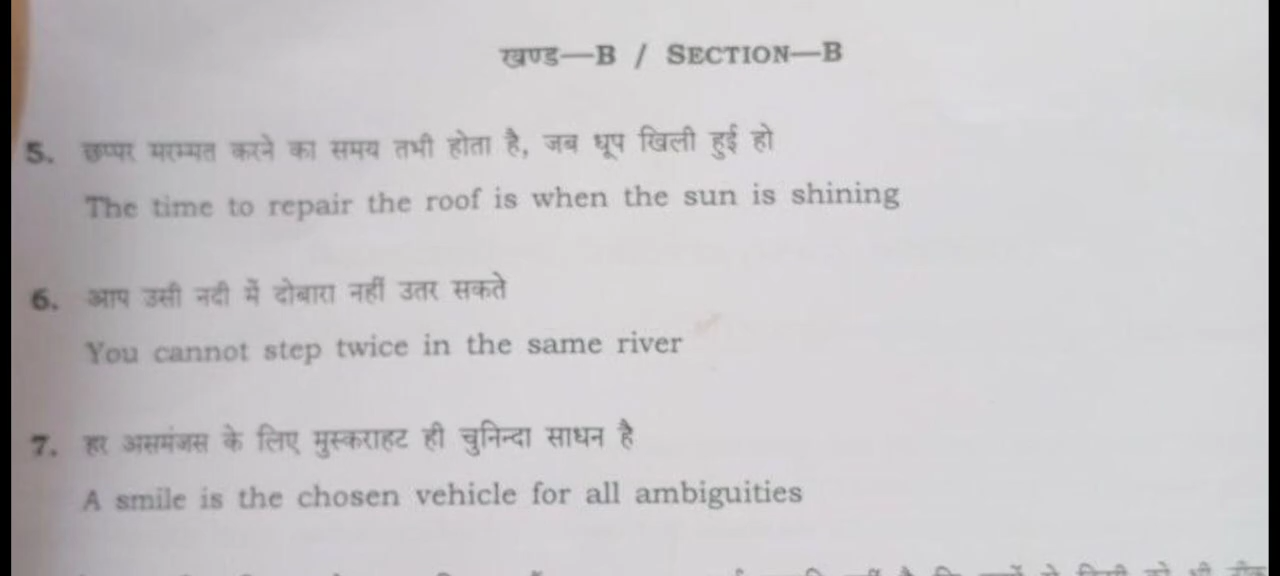 खण्ड—B / SECTION—B
5. छप्पर मरम्मत करने का समय तभी होता है, जब धूप खिली हुई हो
The time to repair the roof is when the sun is shining
6. आप उसी नदी में दोबारा नहीं उतर सकते
You cannot step twice in the same river
7. हर असमंजस के लिए मुस्कराहट ही चुनिन्दा साधन है
A smile is the chosen vehicle for all ambiguities